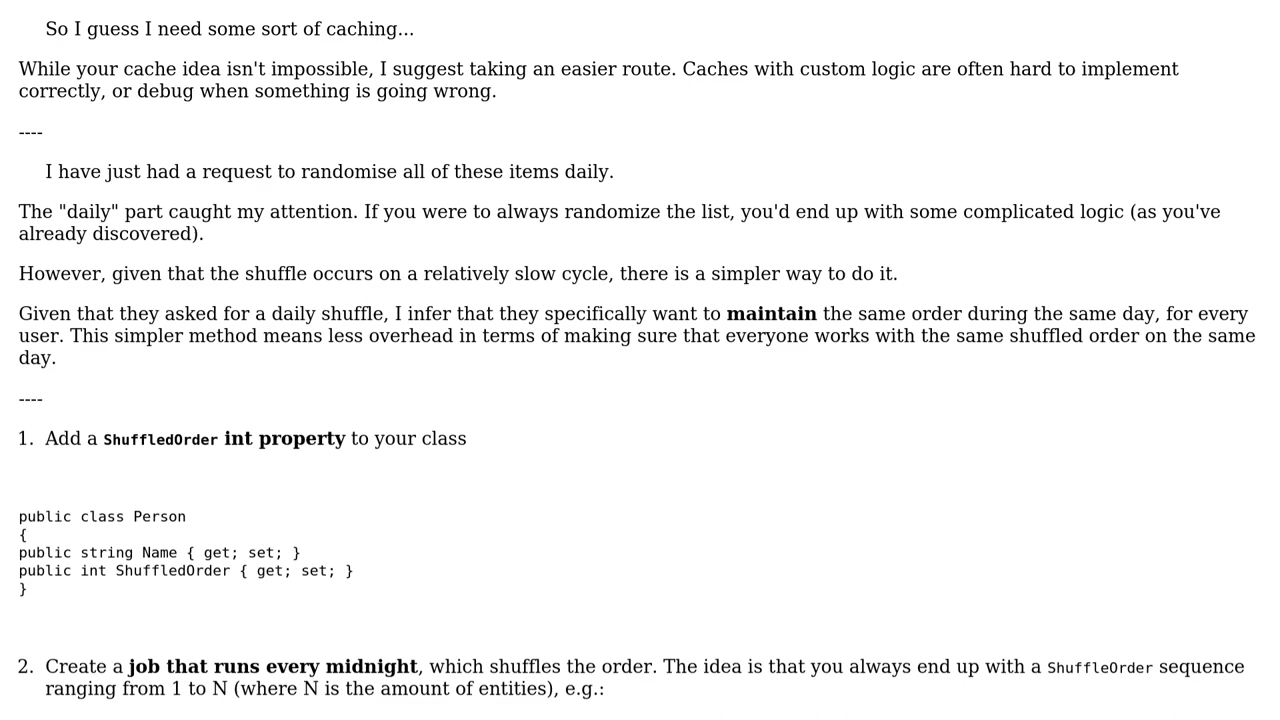 So I guess I need some sort of caching...
While your cache idea isn't impossible, I suggest taking an easier route. Caches with custom logic are often hard to implement
correctly, or debug when something is going wrong.
----
I have just had a request to randomise all of these items daily.
The "daily" part caught my attention. If you were to always randomize the list, you'd end up with some complicated logic (as you've
already discovered).
However, given that the shuffle occurs on a relatively slow cycle, there is a simpler way to do it.
Given that they asked for a daily shuffle, I infer that they specifically want to maintain the same order during the same day, for every
user. This simpler method means less overhead in terms of making sure that everyone works with the same shuffled order on the same
day.
----
1. Add a ShuffledOrder int property to your class
public class Person
{
public string Name { get; set; }
public int ShuffledOrder { get; set; }
}
2. Create a job that runs every midnight, which shuffles the order. The idea is that you always end up with a ShuffleOrder sequence
ranging from 1 to N (where N is the amount of entities), e.g.: